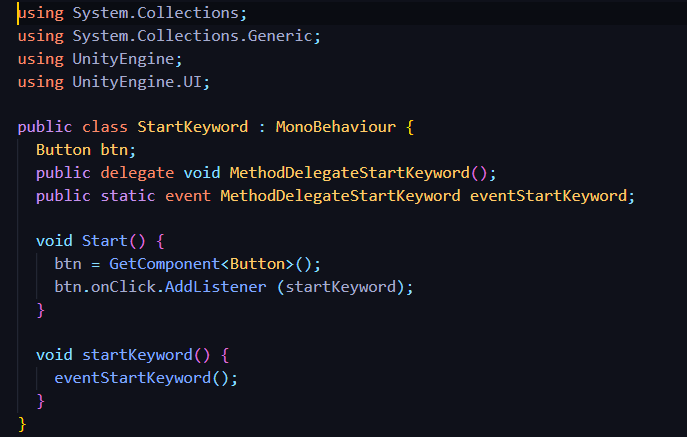 using System.Collections;
using System.Collections.Generic;
using UnityEngine;
using UnityEngine.UI;
public class StartKeyword : MonoBehaviour {
Button btn;
public delegate void MethodDelegateStartKeyword();
public static event MethodDelegateStartKeyword eventStartKeyword;
void Start() {
btn = GetComponent<Button>();
btn.onClick.AddListener (startKeyword);
}
void startKeyword() {
eventStartKeyword();
}
}